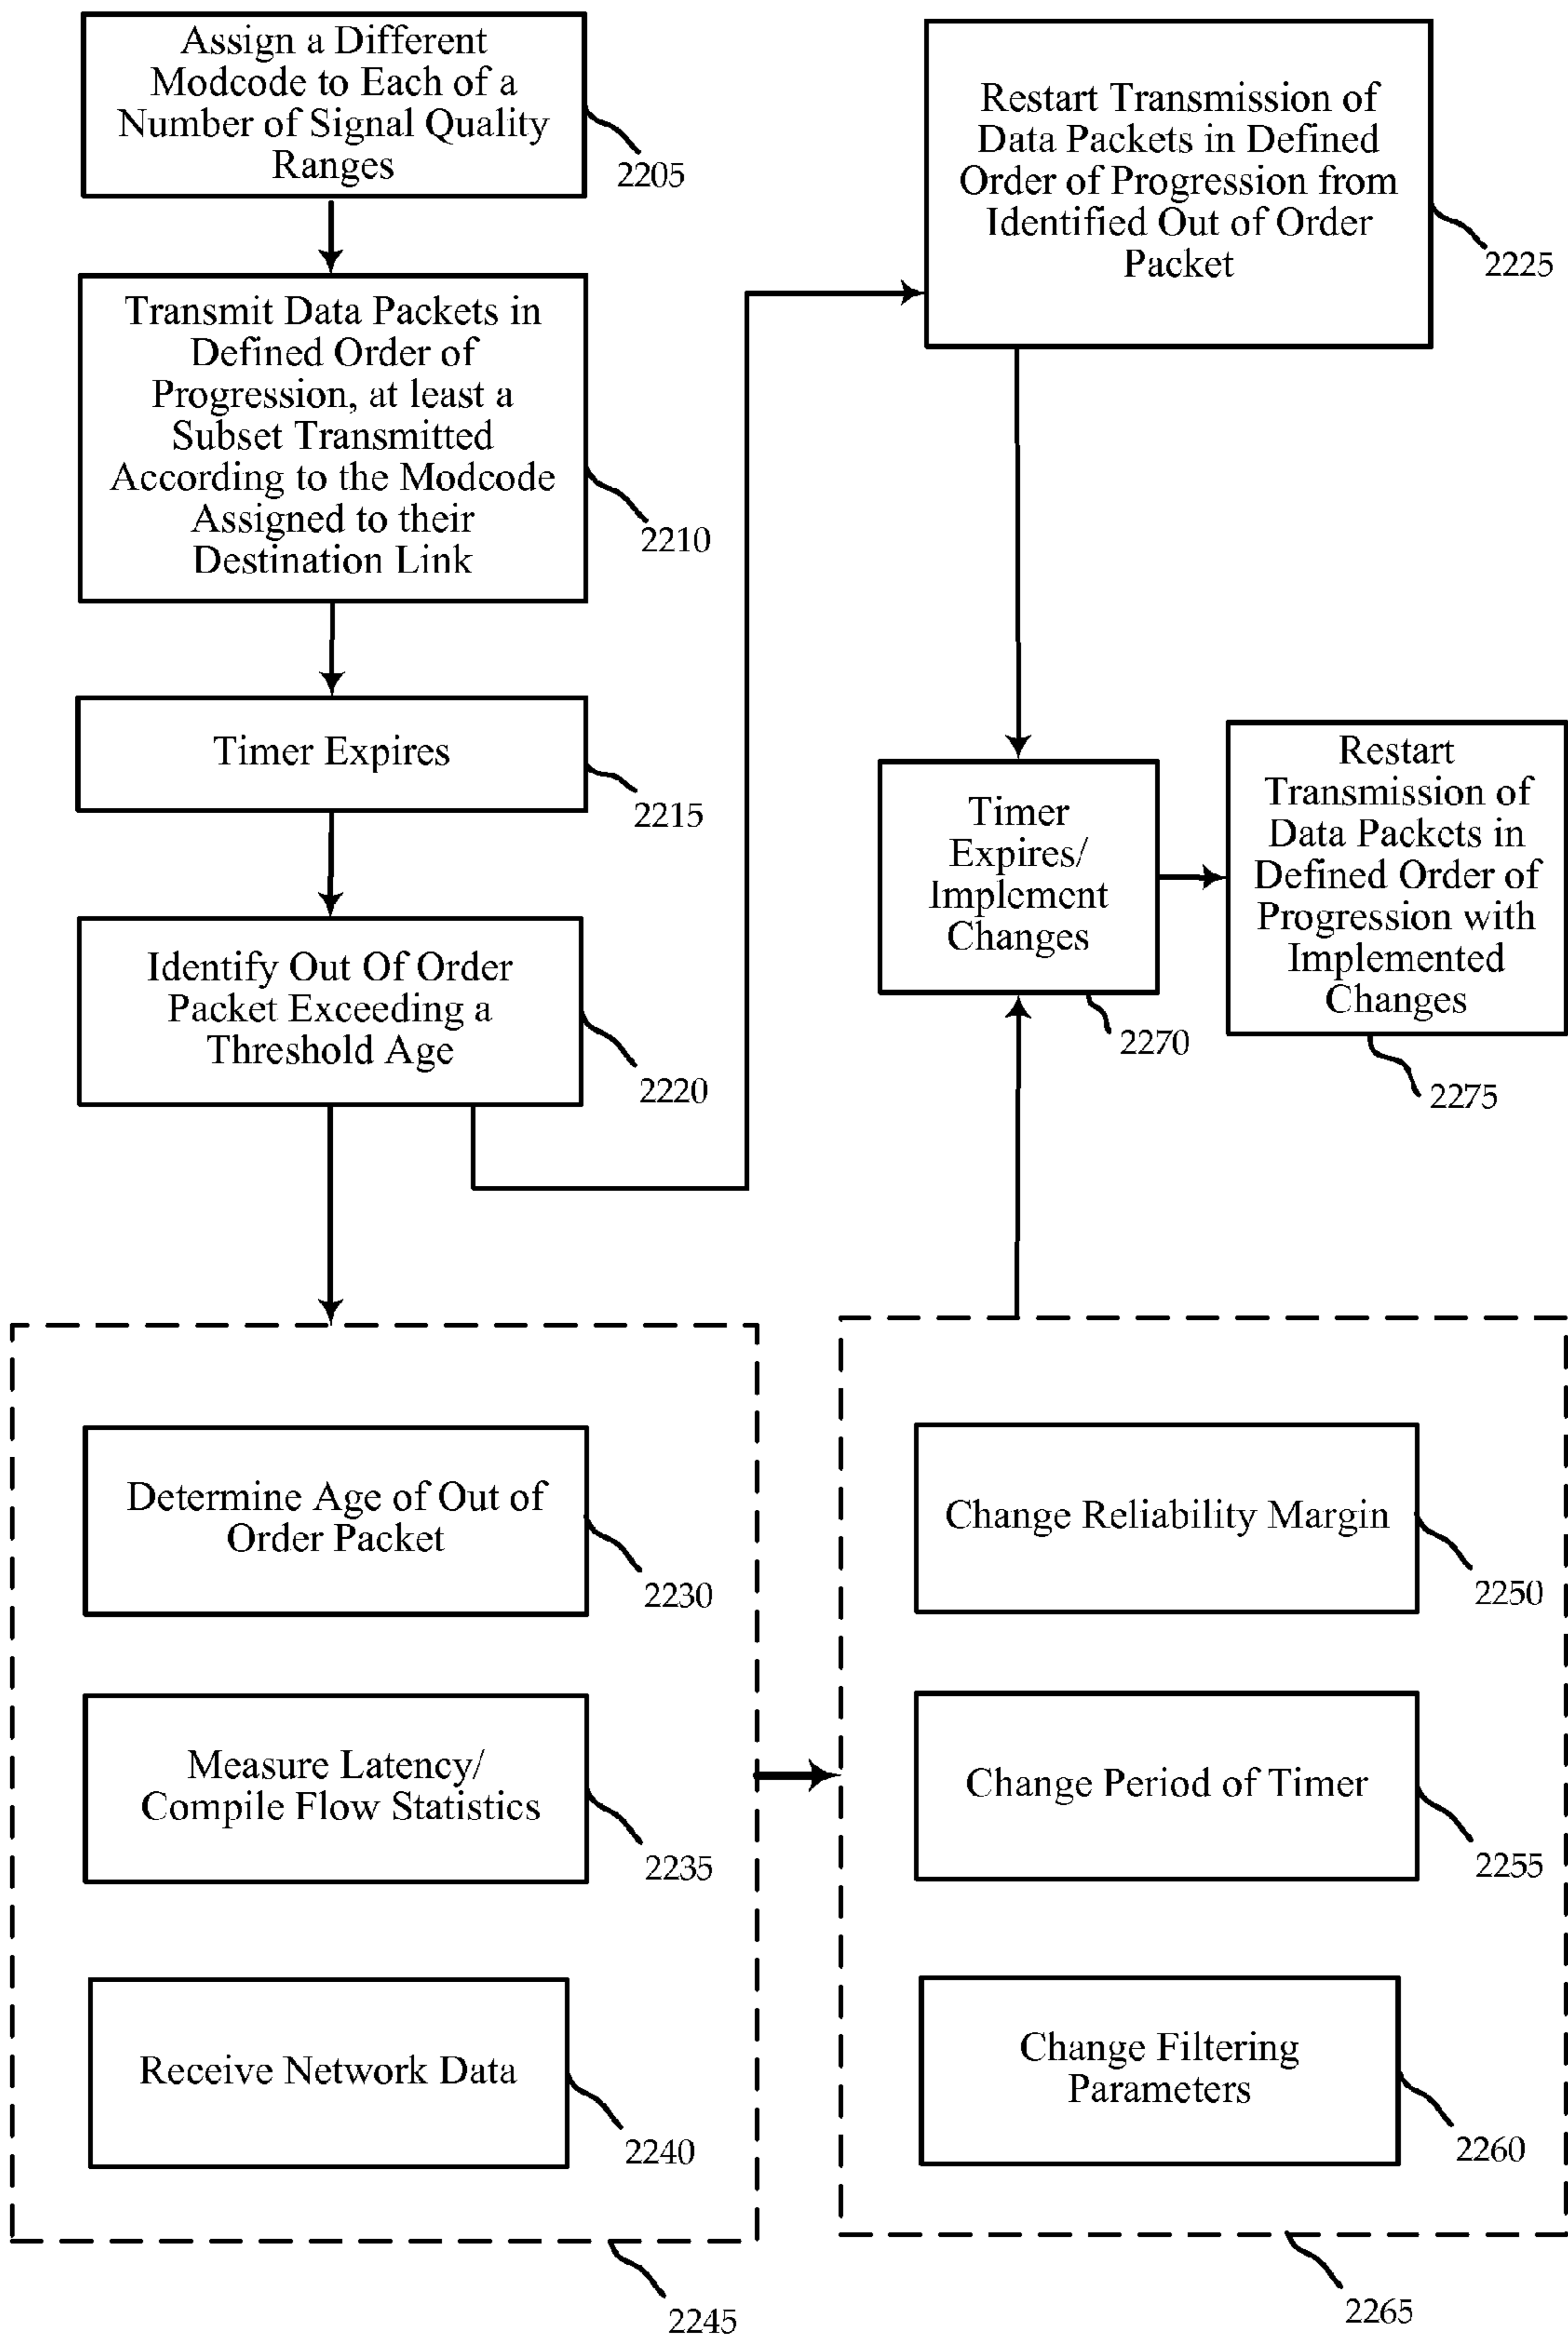 Assign a Different
Modcode to Each of a
Number of Signal Quality
Ranges
2205
Transmit Data Packets in
Defined Order of
Progression, at least a
Subset Transmitted
According to the Modcode
Assigned to their
Destination Link
2210
Timer Expires
2215
Identify Out Of Order
Packet Exceeding a
Threshold Age
2220
Restart Transmission of
Data Packets in Defined
Order of Progression from
Identified Out of Order
Packet
2225
Timer
Expires/
Implement
Changes
2270
Restart
Transmission of
Data Packets in
Defined Order of
Progression with
Implemented
Changes
2275
Determine Age of Out of
Order Packet
2230
Measure Latency/
Compile Flow Statistics
2235
Receive Network Data
2240
2245
Change Reliability Margin
2250
Change Period of Timer
2255
Change Filtering
Parameters
2260
2265